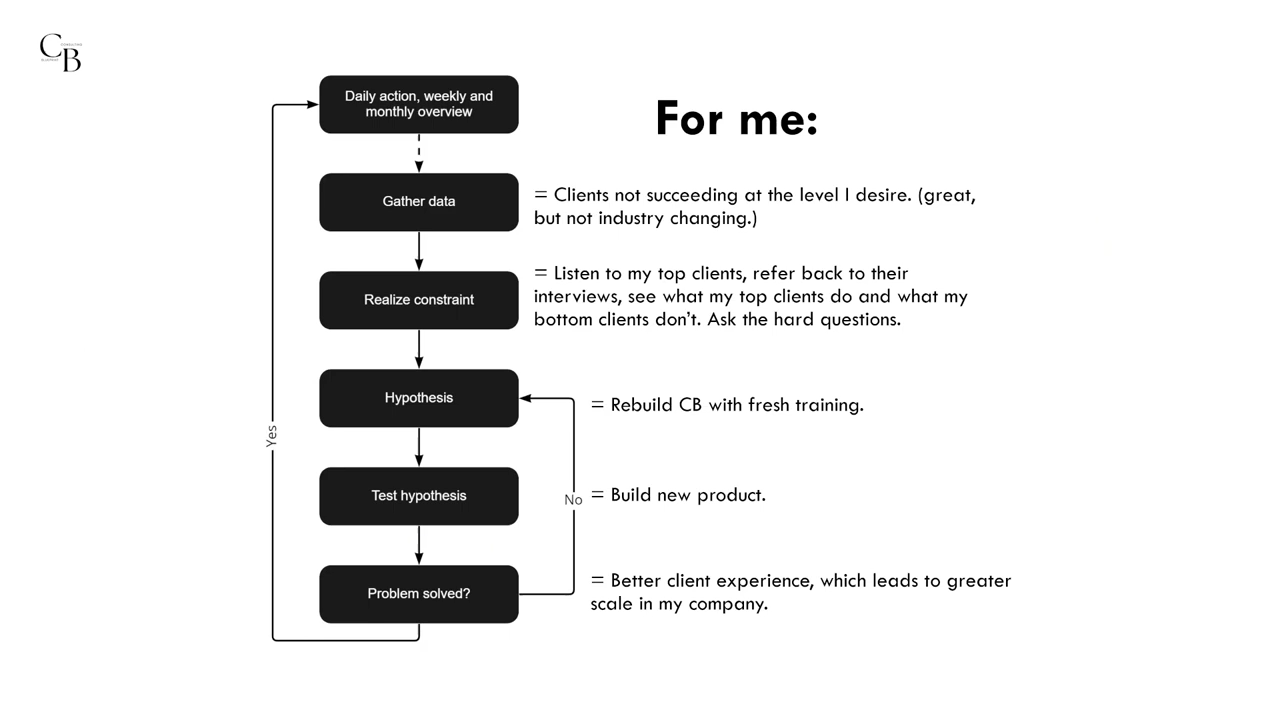 CB
CONSULTING
BLUEPRINT
Daily action, weekly and
monthly overview
For me:
Gather data
= Clients not succeeding at the level I desire. (great,
but not industry changing.)
Realize constraint
= Listen to my top clients, refer back to their
interviews, see what my top clients do and what my
bottom clients don’t. Ask the hard questions.
Hypothesis
= Rebuild CB with fresh training.
Yes
Test hypothesis
No
= Build new product.
Problem solved?
= Better client experience, which leads to greater
scale in my company.